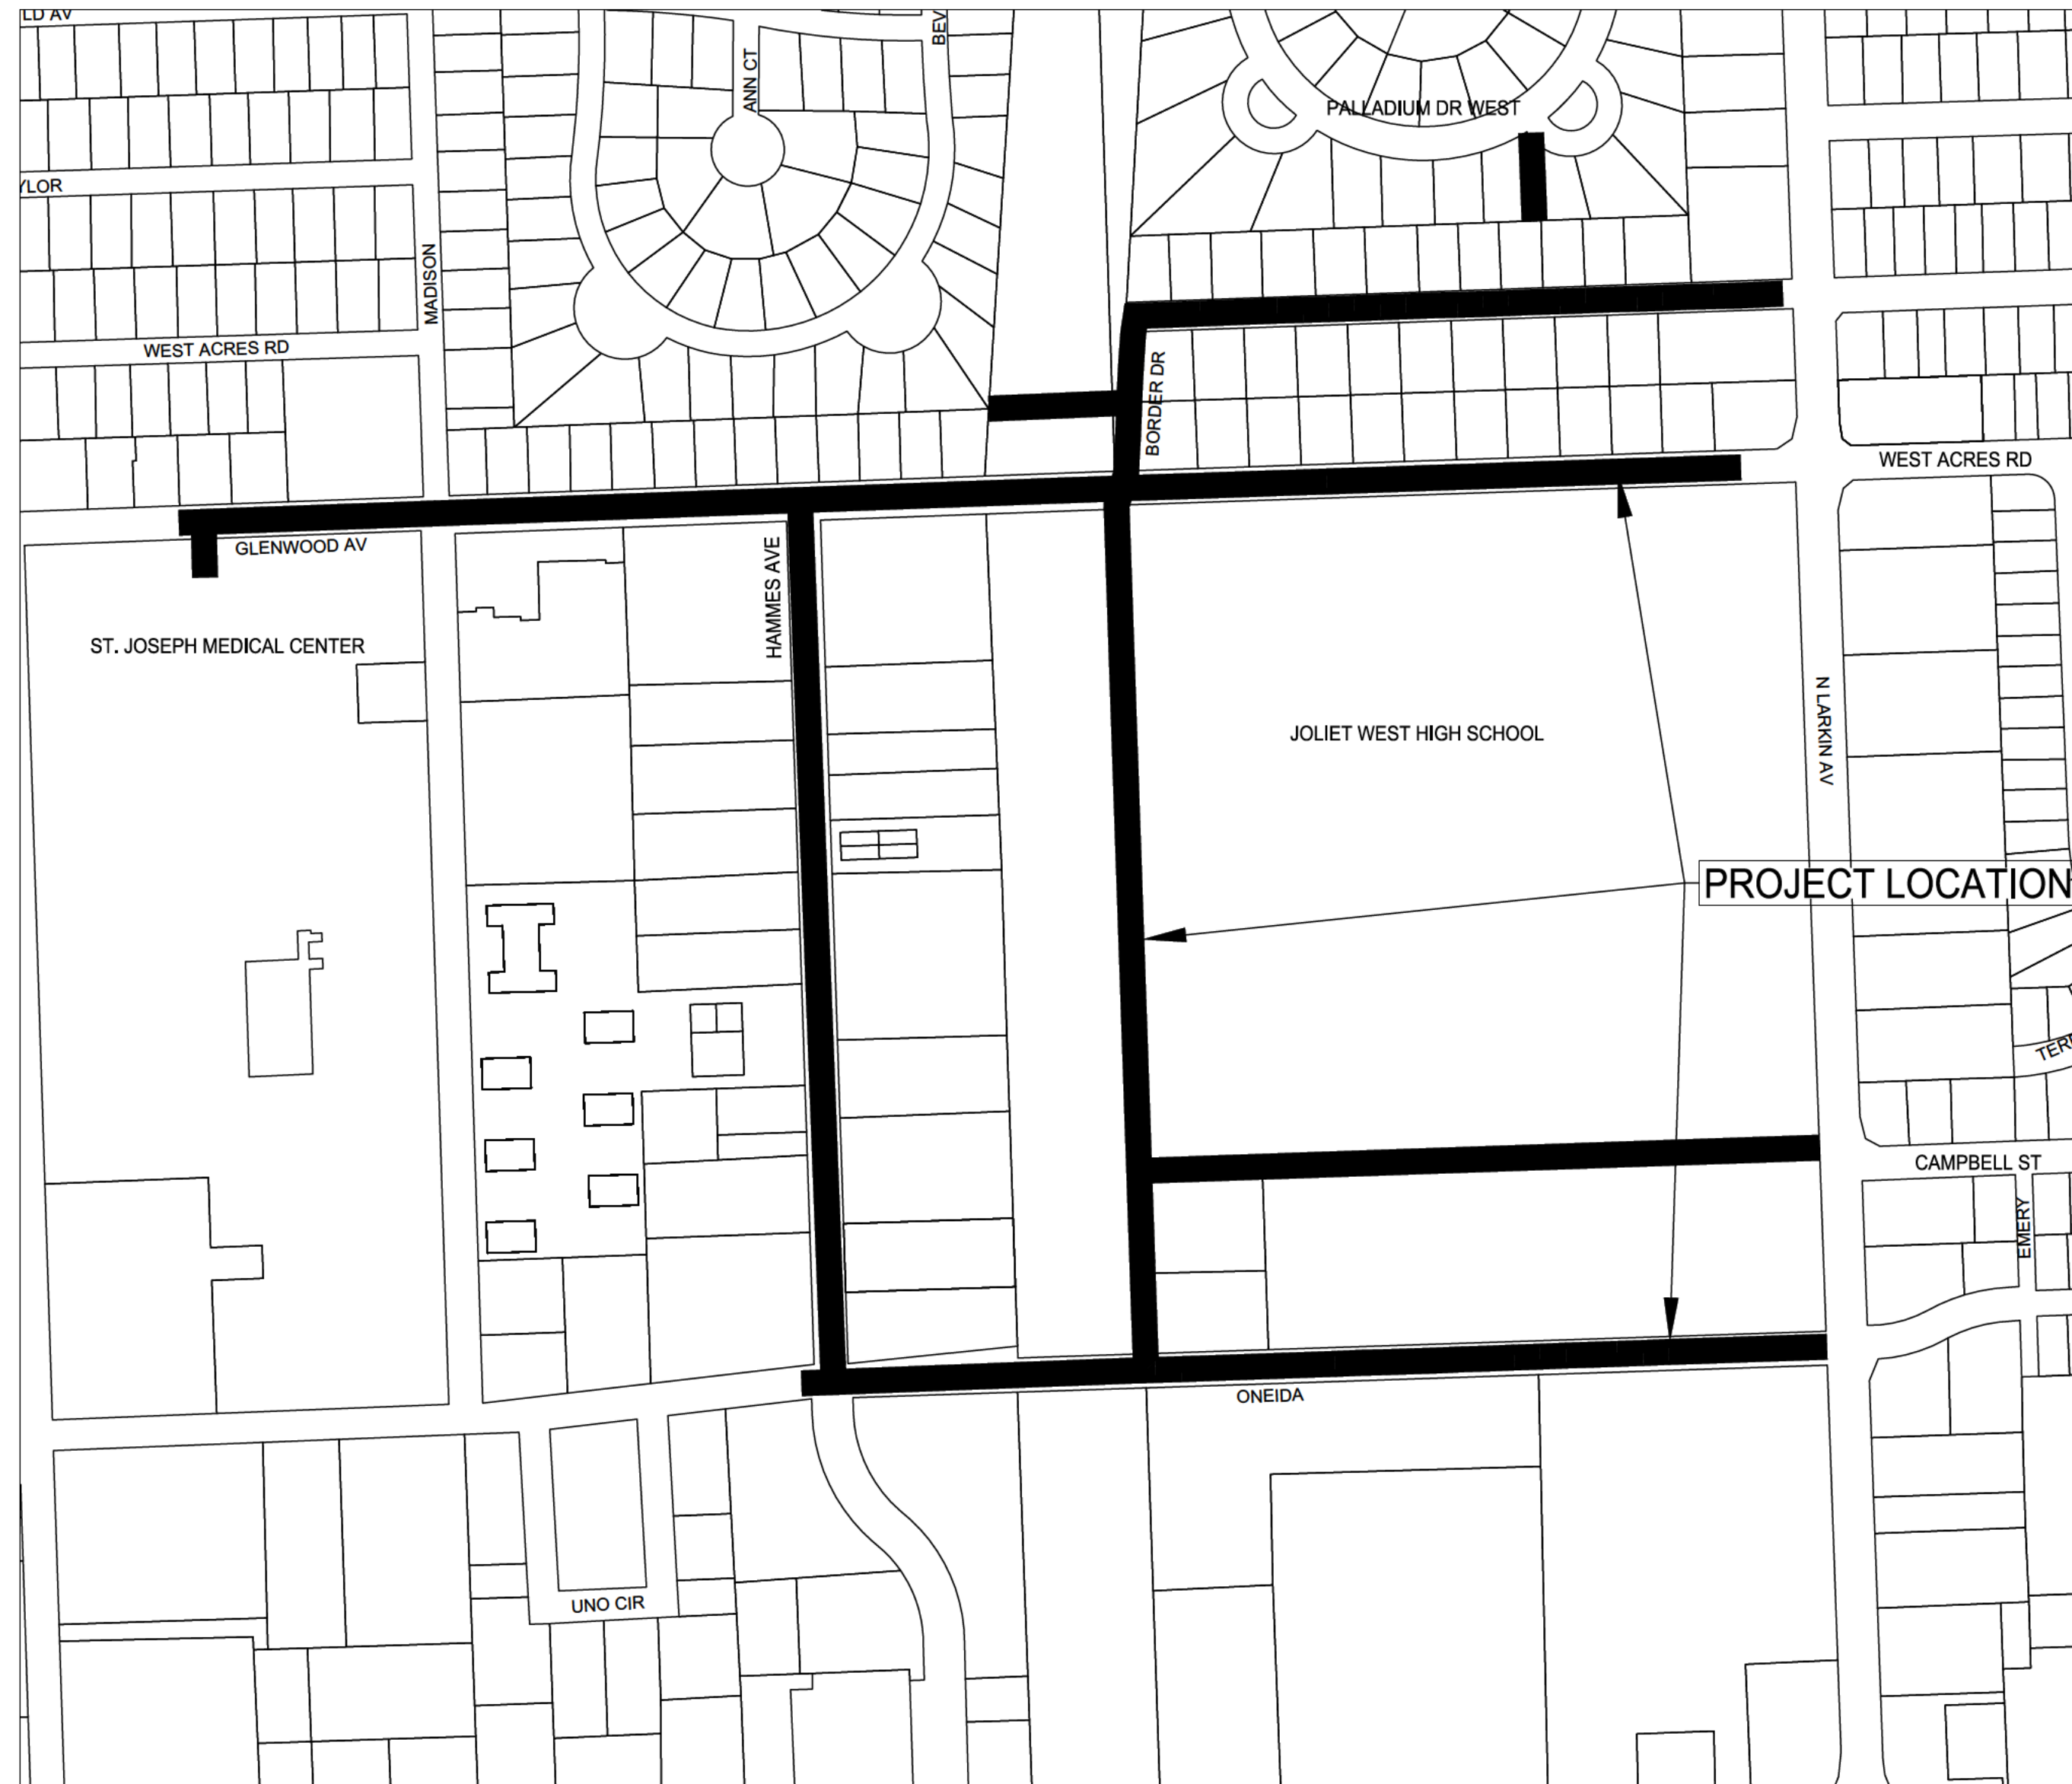 LD AV
ANN CT
BEV
PALLADIUM DR WEST
YLOR
MADISON
WEST ACRES RD
BORDER DR
WEST ACRES RD
GLENWOOD AV
HAMMES AVE
ST. JOSEPH MEDICAL CENTER
N LARKIN AV
JOLIET WEST HIGH SCHOOL
PROJECT LOCATION
TER
CAMPBELL ST
EMERY
ONEIDA
UNO CIR